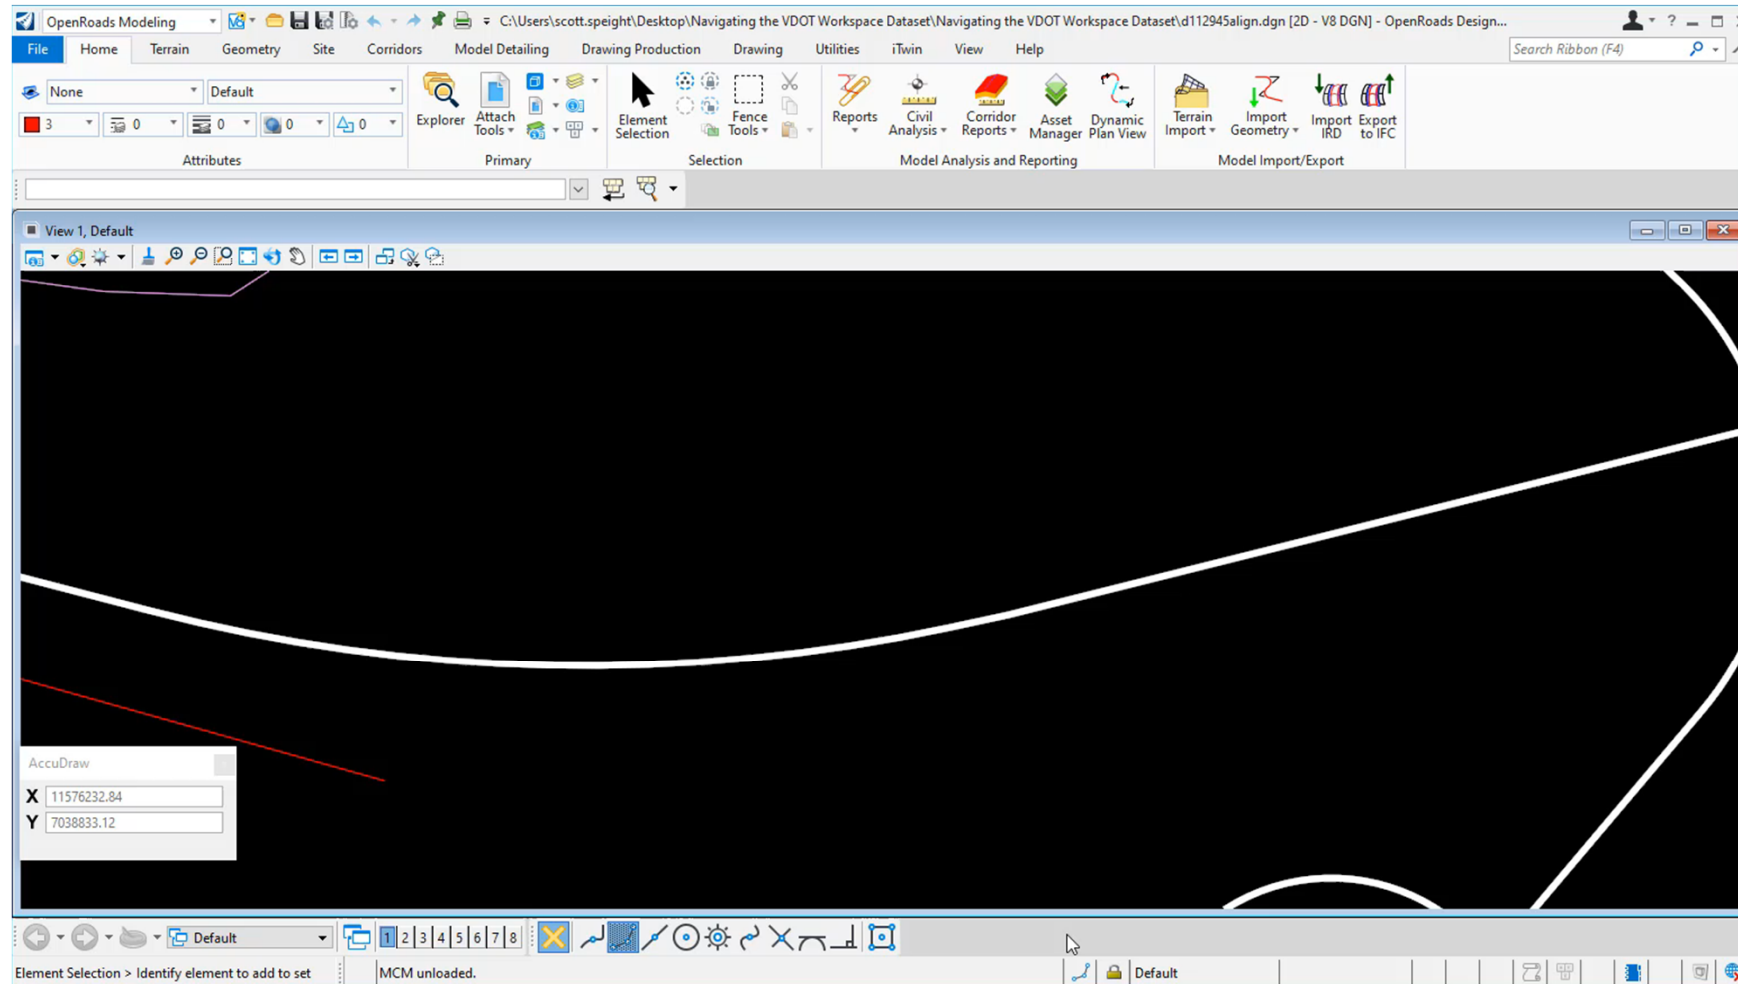 OpenRoads Modeling
C:\Users\scott.speight\Desktop\Navigating the VDOT Workspace Dataset\Navigating the VDOT Workspace Dataset\d112945align.dgn [2D - V8 DGN] - OpenRoads Design...
File Home Terrain Geometry Site Corridors Model Detailing Drawing Production Drawing Utilities iTwin View Help Search Ribbon (F4)
None Default
3 0 0 0 0
Attributes
Explorer
Attach
Tools
Primary
Element
Selection
Fence
Tools
Selection
Reports
Civil
Analysis
Corridor
Reports
Asset
Manager
Dynamic
Plan View
Model Analysis and Reporting
Terrain
Import
Import
Geometry
Import
IRD
Export
to IFC
Model Import/Export
View 1, Default
AccuDraw
X 11576232.84
Y 7038833.12
Default 1 2 3 4 5 6 7 8
Element Selection > Identify element to add to set MCM unloaded. Default